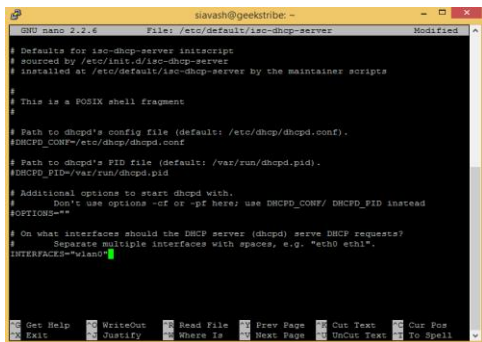 siavash@geekstribe: ~
GNU nano 2.2.6 File: /etc/default/isc-dhcp-server Modified
# Defaults for isc-dhcp-server initscript
# sourced by /etc/init.d/isc-dhcp-server
# installed at /etc/default/isc-dhcp-server by the maintainer scripts
#
# This is a POSIX shell fragment
#
# Path to dhcpd's config file (default: /etc/dhcp/dhcpd.conf).
#DHCPD_CONF=/etc/dhcp/dhcpd.conf
# Path to dhcpd's PID file (default: /var/run/dhcpd.pid).
#DHCPD_PID=/var/run/dhcpd.pid
# Additional options to start dhcpd with.
# Don't use options -cf or -pf here; use DHCPD_CONF/ DHCPD_PID instead
#OPTIONS=""
# On what interfaces should the DHCP server (dhcpd) serve DHCP requests?
# Separate multiple interfaces with spaces, e.g. "eth0 eth1".
INTERFACES="wlan0"
^G Get Help ^O WriteOut ^R Read File ^Y Prev Page ^K Cut Text ^C Cur Pos
^X Exit ^J Justify ^W Where Is ^V Next Page ^U UnCut Text ^T To Spell